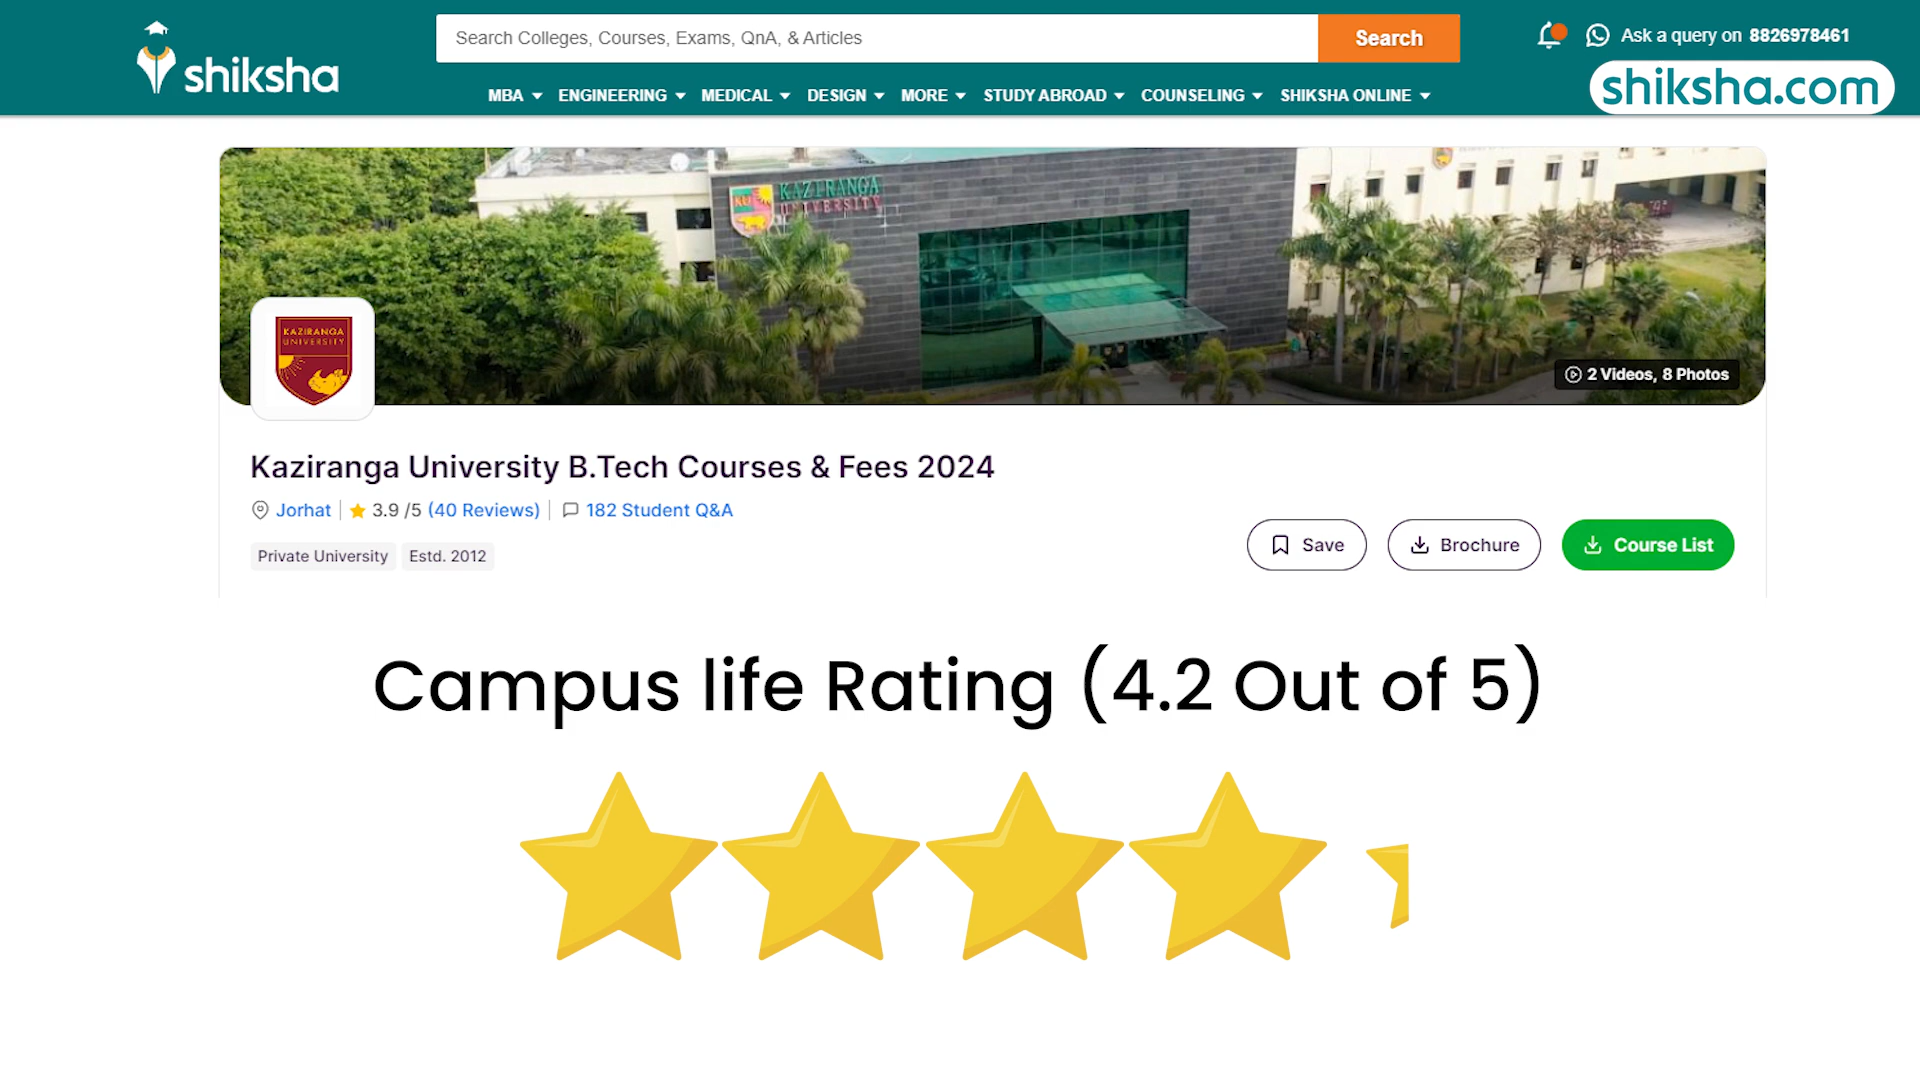 shiksha
Search Colleges, Courses, Exams, QnA, & Articles
Search
Ask a query on 8826978461
shiksha.com
MBA ENGINEERING MEDICAL DESIGN MORE STUDY ABROAD COUNSELING SHIKSHA ONLINE
KU
KAZIRANGA
UNIVERSITY
KAZIRANGA
UNIVERSITY
2 Videos, 8 Photos
Kaziranga University B.Tech Courses & Fees 2024
Jorhat 3.9 /5 (40 Reviews) 182 Student Q&A
Private University Estd. 2012
Save Brochure Course List
Campus life Rating (4.2 Out of 5)